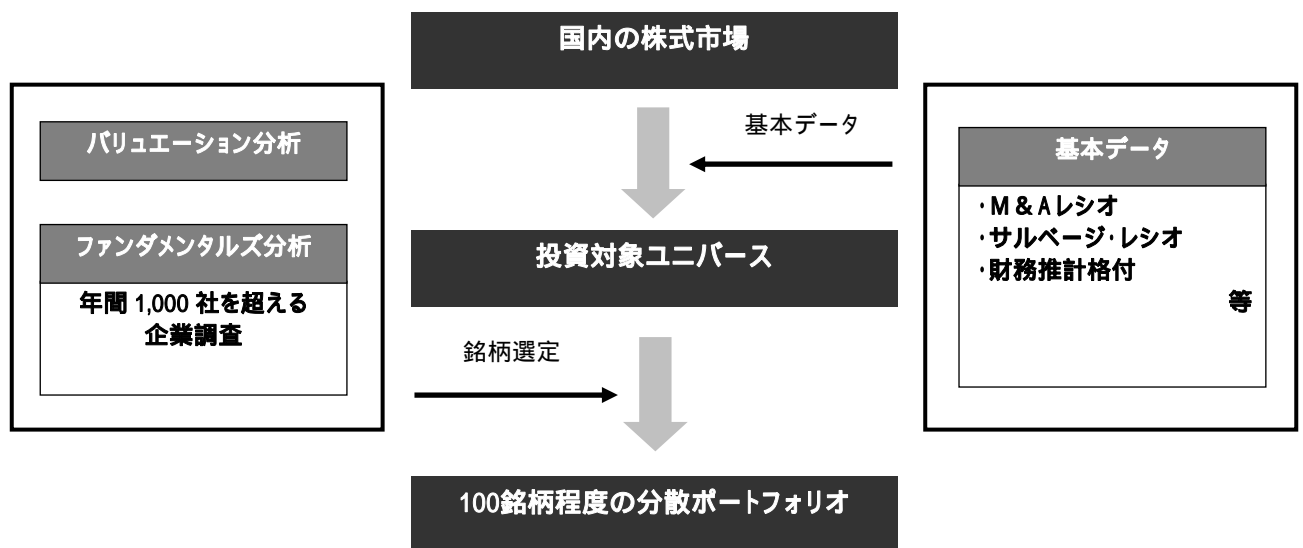 国内の株式市場
バリュエーション分析
ファンダメンタルズ分析
年間 1,000 社を超える
企業調査
基本データ
基本データ
・M&Aレシオ
・サルベージ・レシオ
・財務推計格付
等
投資対象ユニバース
銘柄選定
100銘柄程度の分散ポートフォリオ